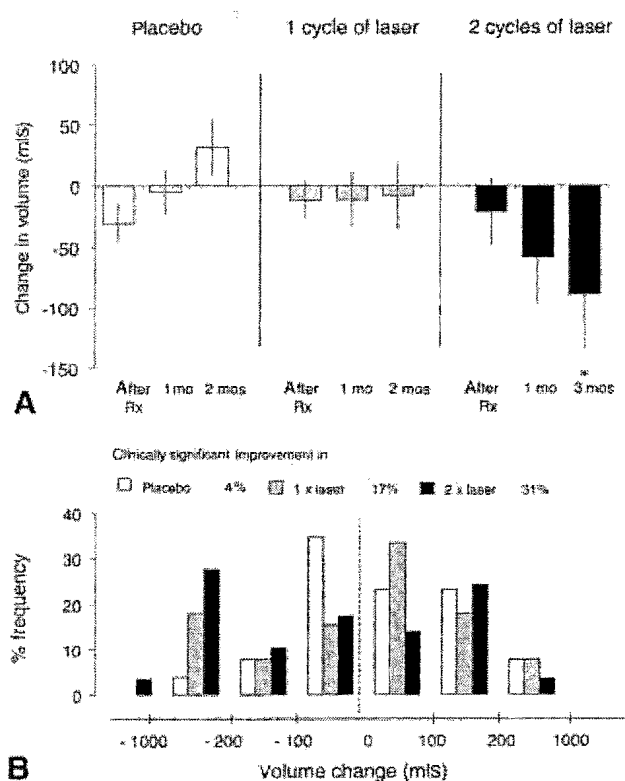 Placebo 1 cycle of laser 2 cycles of laser
Change in volume (mls)
100
50
0
-50
-100
-150
After Rx 1 mo 2 mos After Rx 1 mo 2 mos After Rx 1 mo * 3 mos
A
Clinically significant improvement in
Placebo 4% 1 x laser 17% 2 x laser 31%
% frequency
40
30
20
10
0
- 1000 - 200 - 100 0 100 200 1000
B
Volume change (mls)